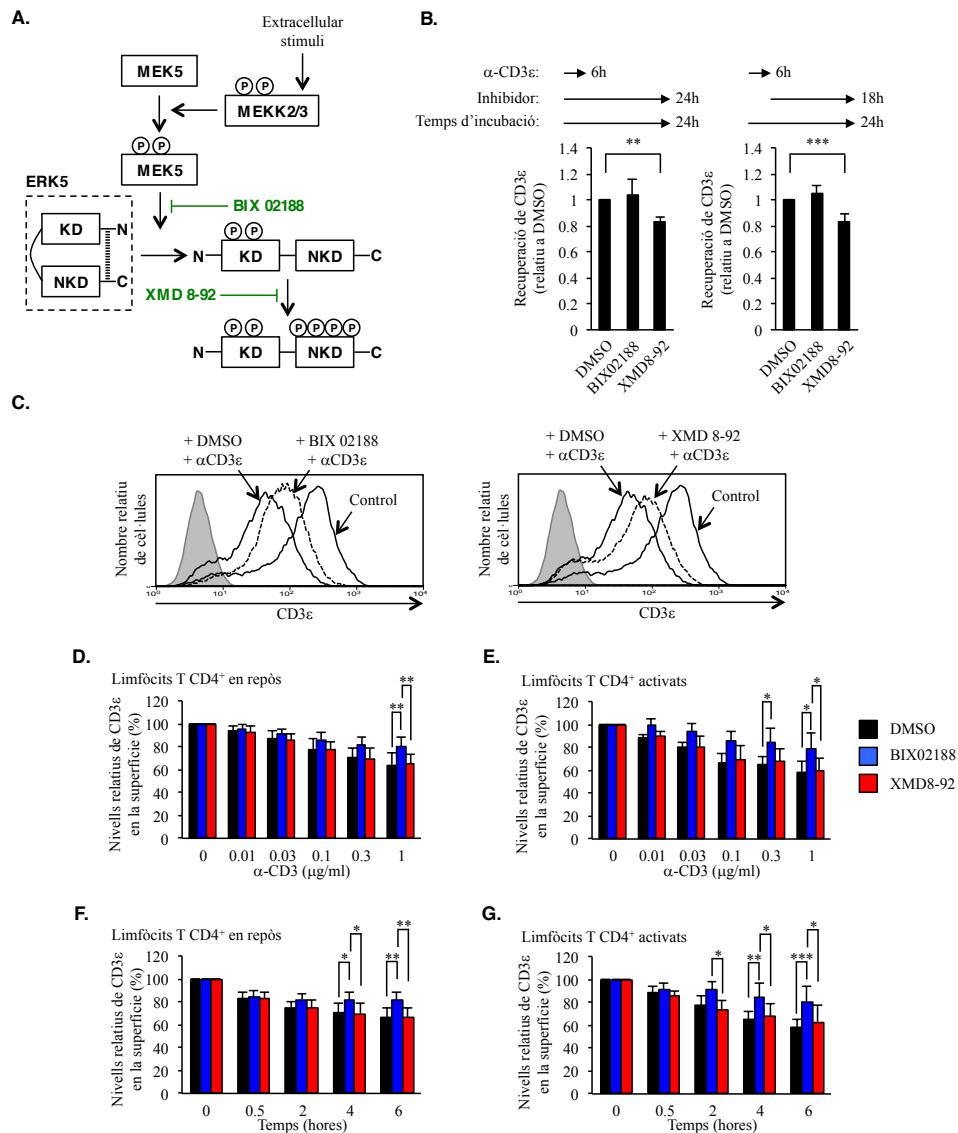 A.
Extracellular
stimuli
MEK5
P P
MEKK2/3
P P
MEK5
ERK5
BIX 02188
KD
N
NKD
C
P P
N KD NKD C
XMD 8-92
P P P P P P
N KD NKD C
B.
α-CD3ε: 6h 6h
Inhibidor: 24h 18h
Temps d'incubació: 24h 24h
Recuperació de CD3ε
(relatiu a DMSO)
1.4
1.2
1
0.8
0.6
0.4
0.2
0
**
DMSO
BIX02188
XMD8-92
Recuperació de CD3ε
(relatiu a DMSO)
1.4
1.2
1
0.8
0.6
0.4
0.2
0
***
DMSO
BIX02188
XMD8-92
C.
+ DMSO + BIX 02188
+ αCD3ε + αCD3ε
Control
Nombre relatiu
de cèl·lules
10⁰ 10¹ 10² 10³ 10⁴
CD3ε
+ DMSO + XMD 8-92
+ αCD3ε + αCD3ε
Control
Nombre relatiu
de cèl·lules
10⁰ 10¹ 10² 10³ 10⁴
CD3ε
D.
Limfòcits T CD4⁺ en repòs
Nivells relatius de CD3ε
en la superfície (%)
120
100
80
60
40
20
0
** **
0 0.01 0.03 0.1 0.3 1
α-CD3 (μg/ml)
E.
Limfòcits T CD4⁺ activats
Nivells relatius de CD3ε
en la superfície (%)
120
100
80
60
40
20
0
* * *
0 0.01 0.03 0.1 0.3 1
α-CD3 (μg/ml)
DMSO
BIX02188
XMD8-92
F.
Limfòcits T CD4⁺ en repòs
Nivells relatius de CD3ε
en la superfície (%)
120
100
80
60
40
20
0
* * ** **
0 0.5 2 4 6
Temps (hores)
G.
Limfòcits T CD4⁺ activats
Nivells relatius de CD3ε
en la superfície (%)
120
100
80
60
40
20
0
* ** * *** *
0 0.5 2 4 6
Temps (hores)